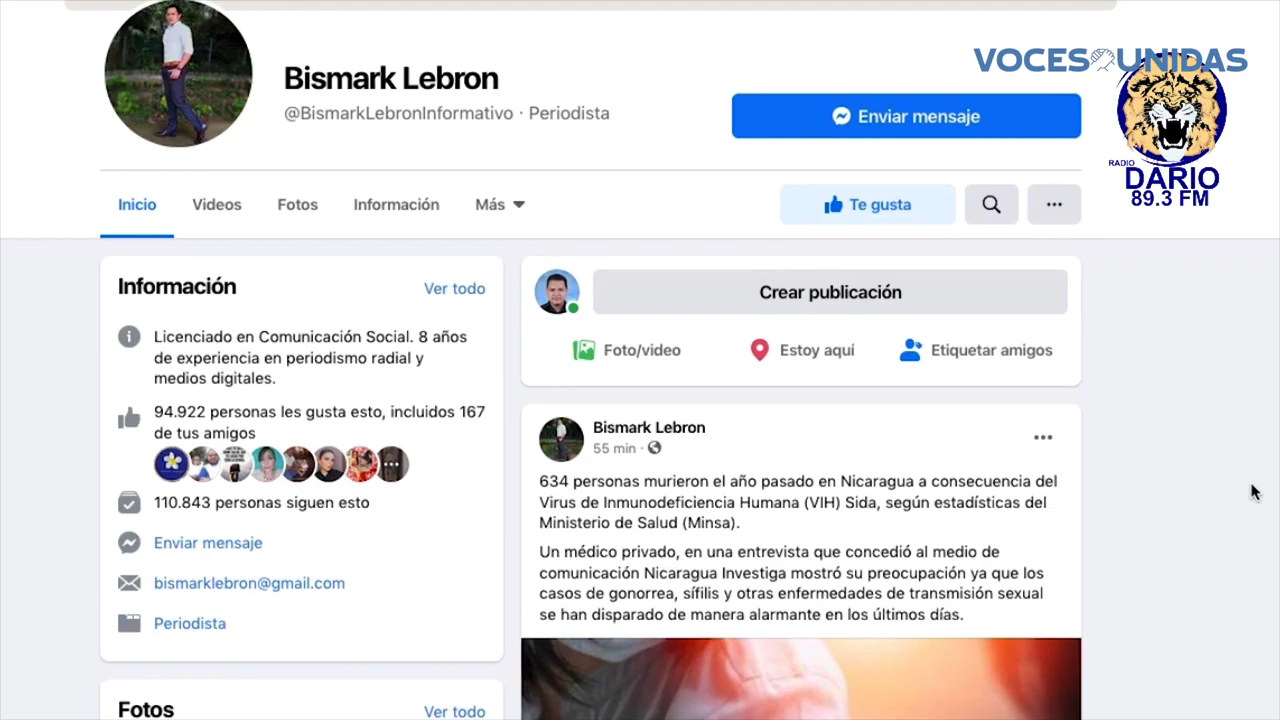 VOCES UNIDAS
RADIO
DARIO
89.3 FM
Bismark Lebron
@BismarkLebronInformativo · Periodista
Enviar mensaje
Inicio
Videos
Fotos
Información
Más
Te gusta
Información
Ver todo
Licenciado en Comunicación Social. 8 años
de experiencia en periodismo radial y
medios digitales.
94.922 personas les gusta esto, incluidos 167
de tus amigos
110.843 personas siguen esto
Enviar mensaje
bismarklebron@gmail.com
Periodista
Fotos
Ver todo
Crear publicación
Foto/video
Estoy aquí
Etiquetar amigos
Bismark Lebron
55 min ·
634 personas murieron el año pasado en Nicaragua a consecuencia del
Virus de Inmunodeficiencia Humana (VIH) Sida, según estadísticas del
Ministerio de Salud (Minsa).
Un médico privado, en una entrevista que concedió al medio de
comunicación Nicaragua Investiga mostró su preocupación ya que los
casos de gonorrea, sífilis y otras enfermedades de transmisión sexual
se han disparado de manera alarmante en los últimos días.